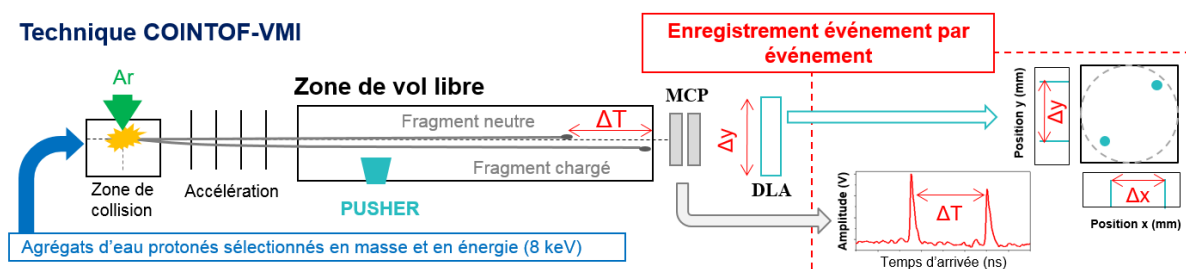 Technique COINTOF-VMI
Enregistrement événement par
événement
Ar
Zone de vol libre
MCP
Fragment neutre
ΔT
Δy
Fragment chargé
Zone de
collision
Accélération
PUSHER
DLA
Agrégats d'eau protonés sélectionnés en masse et en énergie (8 keV)
Position y (mm)
Δy
Δx
Position x (mm)
Amplitude (V)
ΔT
Temps d'arrivée (ns)